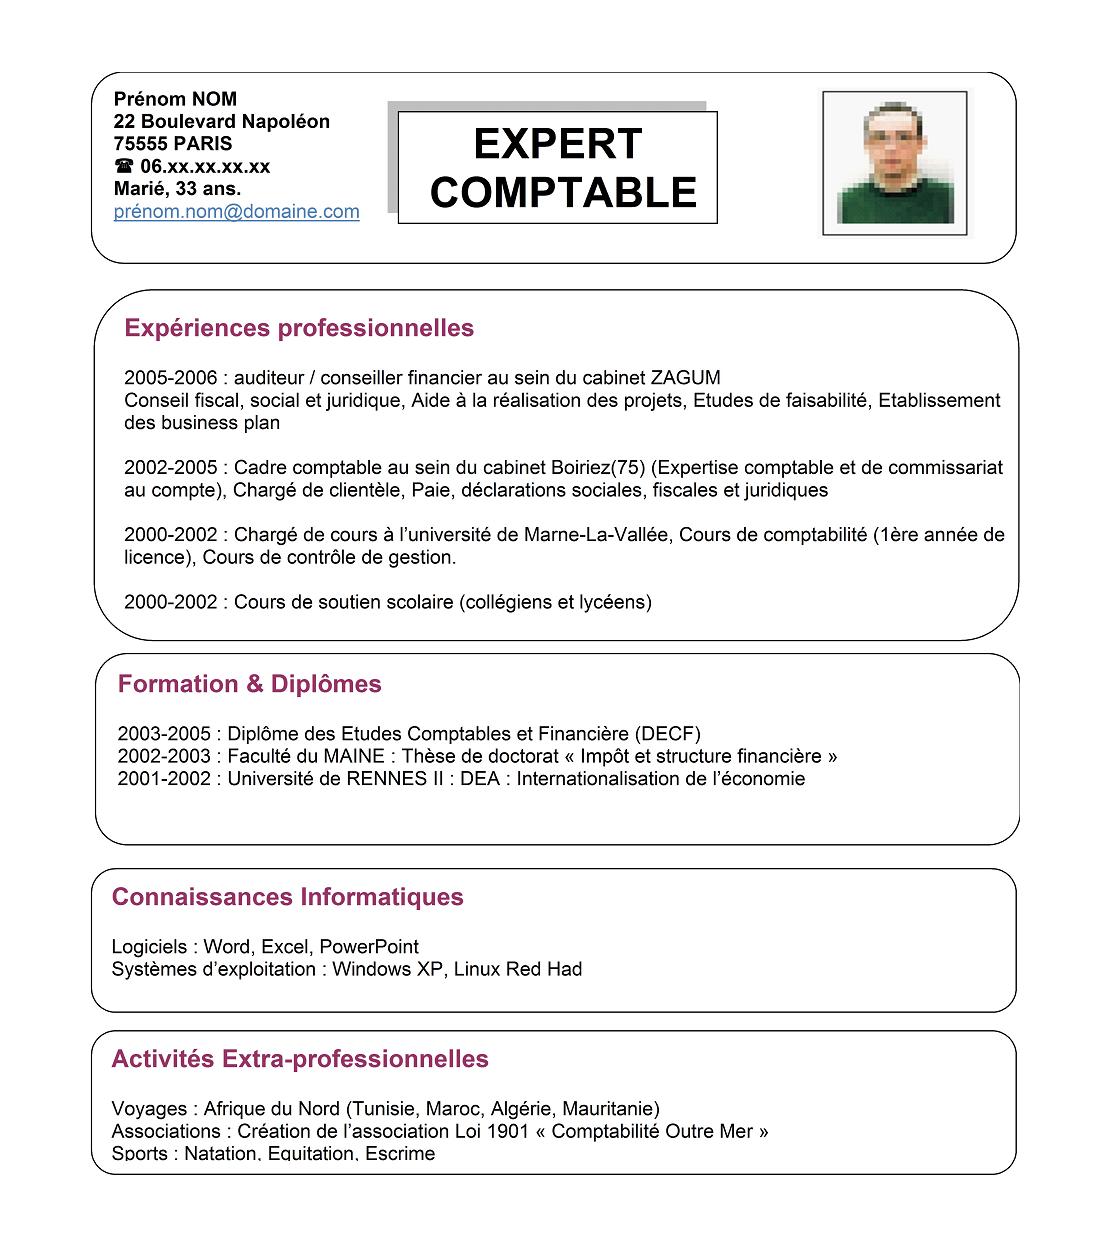 Prénom NOM
22 Boulevard Napoléon
75555 PARIS
☎ 06.xx.xx.xx.xx
Marié, 33 ans.
prénom.nom@domaine.com
EXPERT
COMPTABLE
Expériences professionnelles
2005-2006 : auditeur / conseiller financier au sein du cabinet ZAGUM
Conseil fiscal, social et juridique, Aide à la réalisation des projets, Etudes de faisabilité, Etablissement
des business plan
2002-2005 : Cadre comptable au sein du cabinet Boiriez(75) (Expertise comptable et de commissariat
au compte), Chargé de clientèle, Paie, déclarations sociales, fiscales et juridiques
2000-2002 : Chargé de cours à l’université de Marne-La-Vallée, Cours de comptabilité (1ère année de
licence), Cours de contrôle de gestion.
2000-2002 : Cours de soutien scolaire (collégiens et lycéens)
Formation & Diplômes
2003-2005 : Diplôme des Etudes Comptables et Financière (DECF)
2002-2003 : Faculté du MAINE : Thèse de doctorat « Impôt et structure financière »
2001-2002 : Université de RENNES II : DEA : Internationalisation de l’économie
Connaissances Informatiques
Logiciels : Word, Excel, PowerPoint
Systèmes d’exploitation : Windows XP, Linux Red Had
Activités Extra-professionnelles
Voyages : Afrique du Nord (Tunisie, Maroc, Algérie, Mauritanie)
Associations : Création de l’association Loi 1901 « Comptabilité Outre Mer »
Sports : Natation, Equitation, Escrime